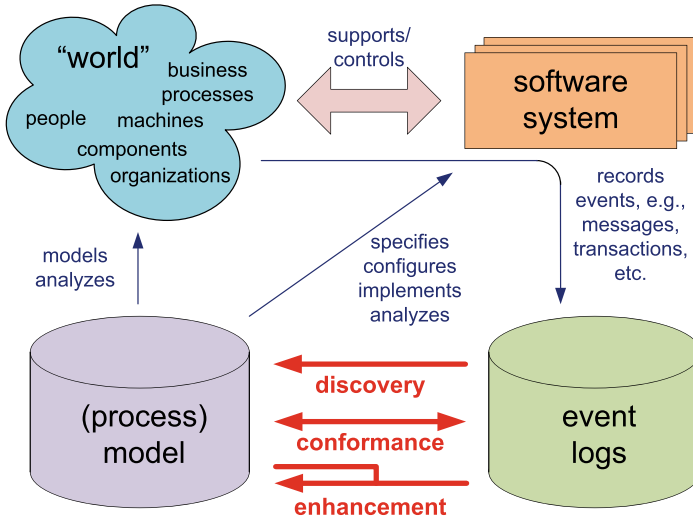 “world”
business
processes
people
machines
components
organizations
supports/
controls
software
system
records
events, e.g.,
messages,
transactions,
etc.
models
analyzes
specifies
configures
implements
analyzes
(process)
model
discovery
conformance
enhancement
event
logs